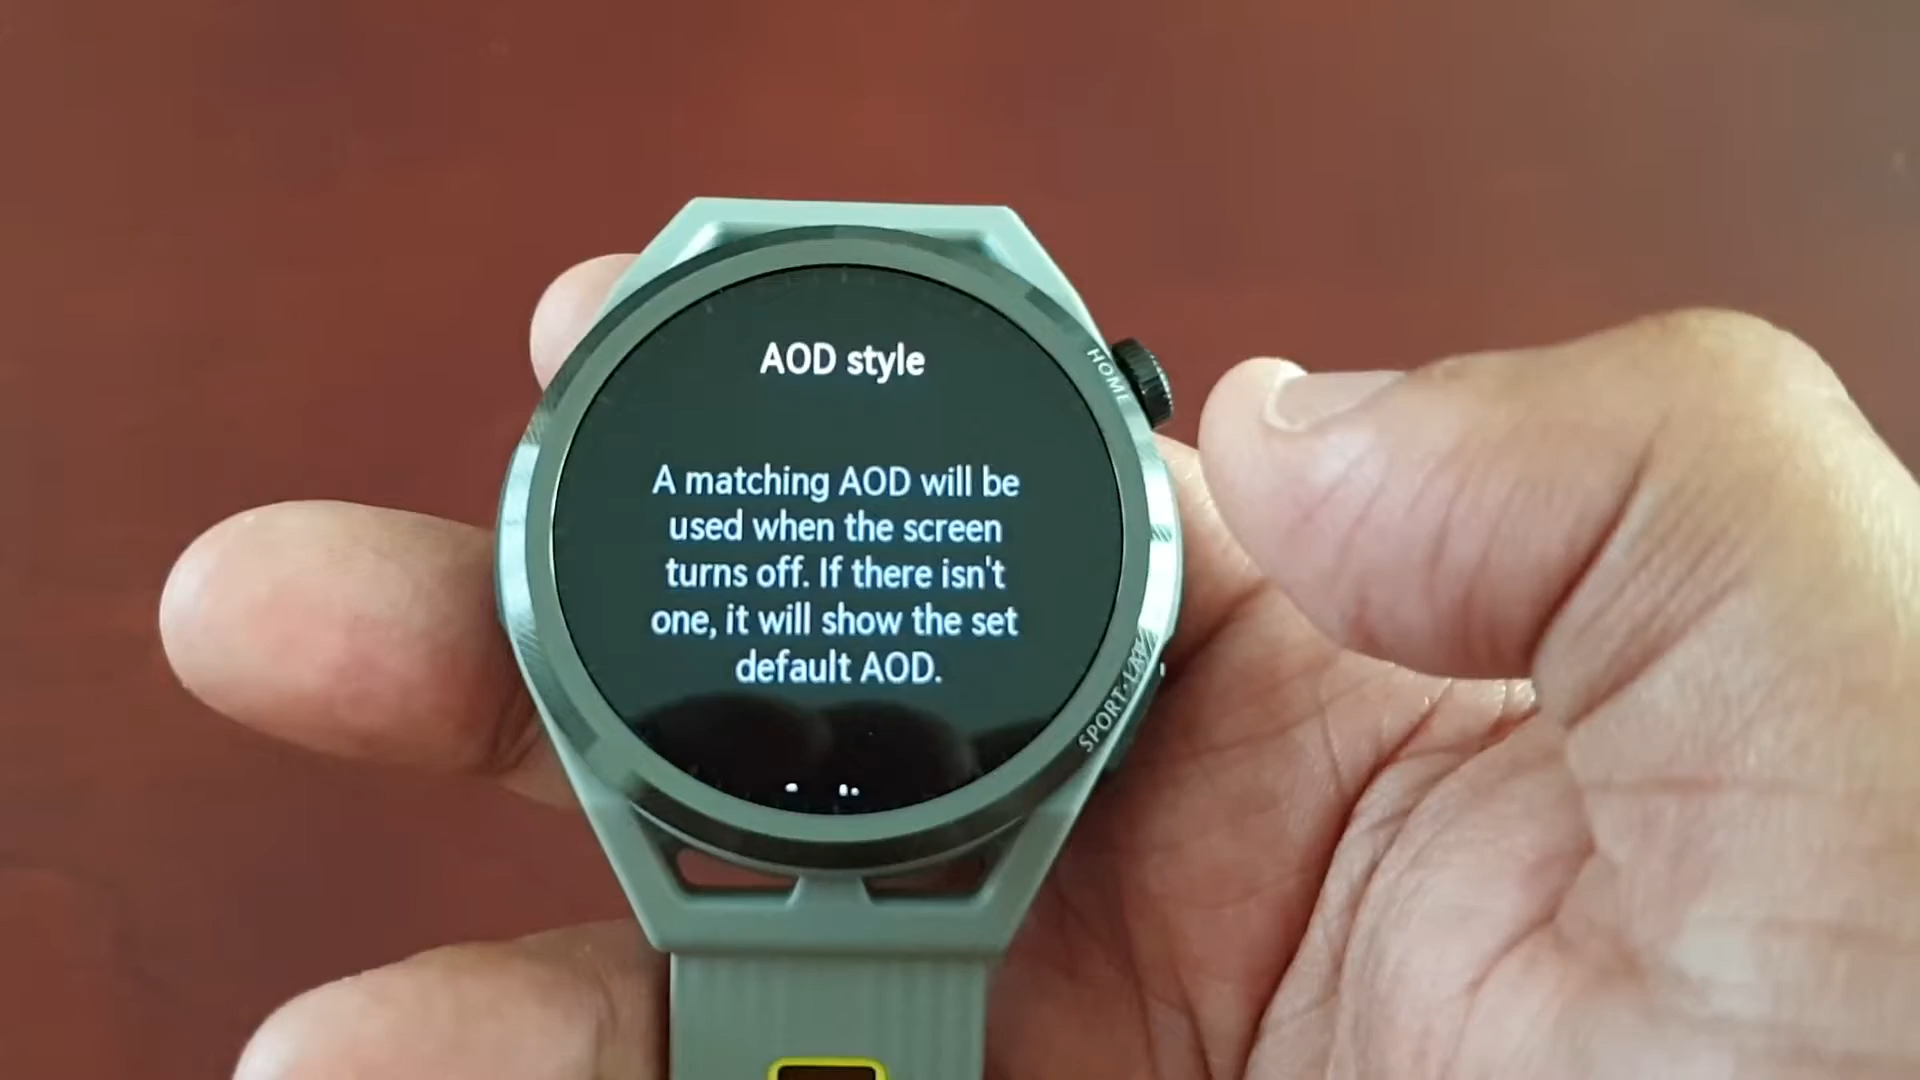 AOD style
A matching AOD will be
used when the screen
turns off. If there isn't
one, it will show the set
default AOD.
HOME
SPORT·LAP